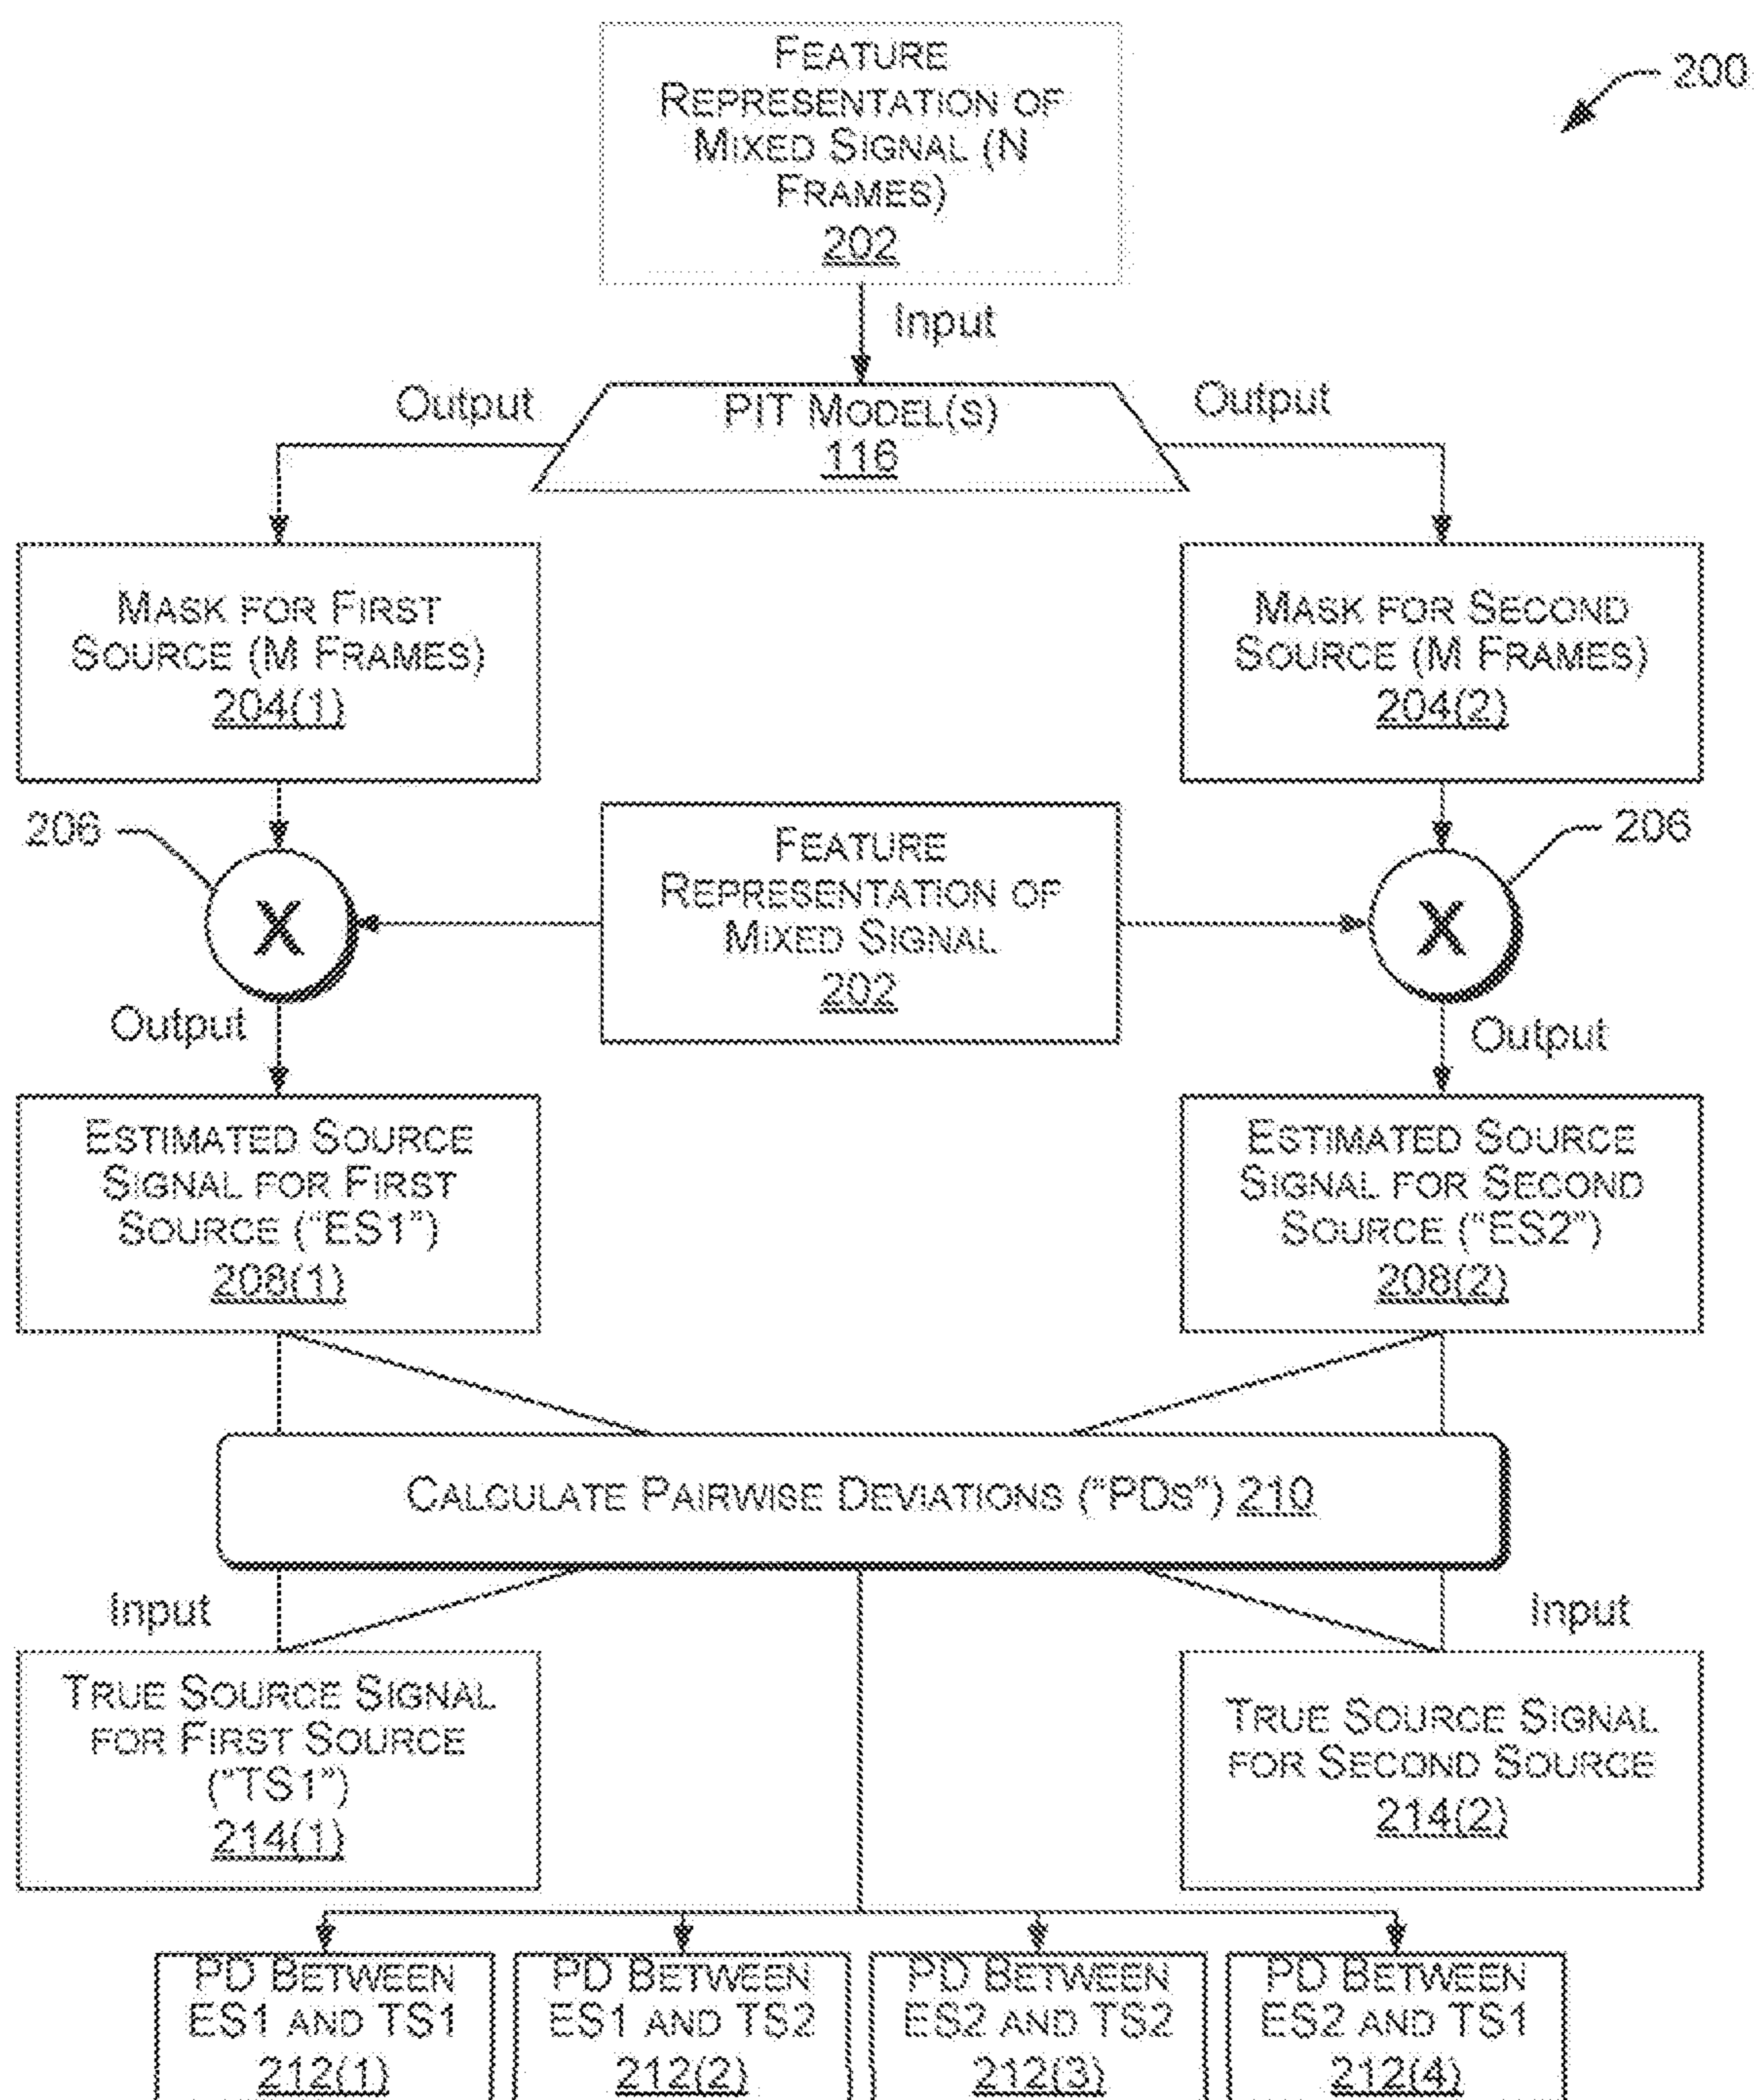 FEATURE
REPRESENTATION OF
MIXED SIGNAL (N
FRAMES)
202
200
Input
Output
PIT MODEL(S)
116
Output
MASK FOR FIRST
SOURCE (M FRAMES)
204(1)
MASK FOR SECOND
SOURCE (M FRAMES)
204(2)
206
X
FEATURE
REPRESENTATION OF
MIXED SIGNAL
202
206
X
Output
Output
ESTIMATED SOURCE
SIGNAL FOR FIRST
SOURCE ("ES1")
208(1)
ESTIMATED SOURCE
SIGNAL FOR SECOND
SOURCE ("ES2")
208(2)
CALCULATE PAIRWISE DEVIATIONS ("PDS") 210
Input
Input
TRUE SOURCE SIGNAL
FOR FIRST SOURCE
("TS1")
214(1)
TRUE SOURCE SIGNAL
FOR SECOND SOURCE
214(2)
PD BETWEEN
ES1 AND TS1
212(1)
PD BETWEEN
ES1 AND TS2
212(2)
PD BETWEEN
ES2 AND TS2
212(3)
PD BETWEEN
ES2 AND TS1
212(4)